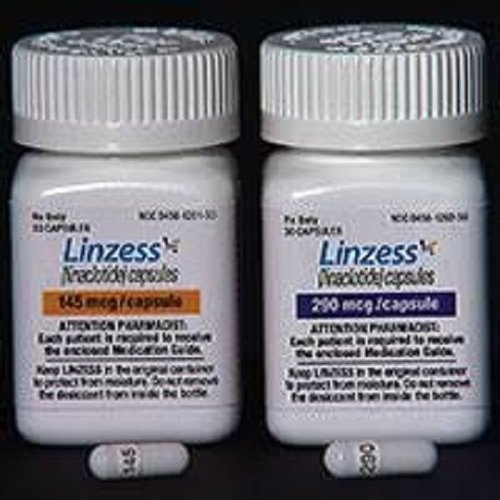 Rx Only
30 CAPSULES
Linzess
(linaclotide) capsules
145 mcg/capsule
ATTENTION PHARMACIST:
Each patient is required to receive
the enclosed Medication Guide.
Keep LINZESS in the original container
to protect from moisture. Do not remove
the desiccant from inside the bottle.
145
Rx Only
30 CAPSULES
Linzess
(linaclotide) capsules
290 mcg/capsule
ATTENTION PHARMACIST:
Each patient is required to receive
the enclosed Medication Guide.
Keep LINZESS in the original container
to protect from moisture. Do not remove
the desiccant from inside the bottle.
290